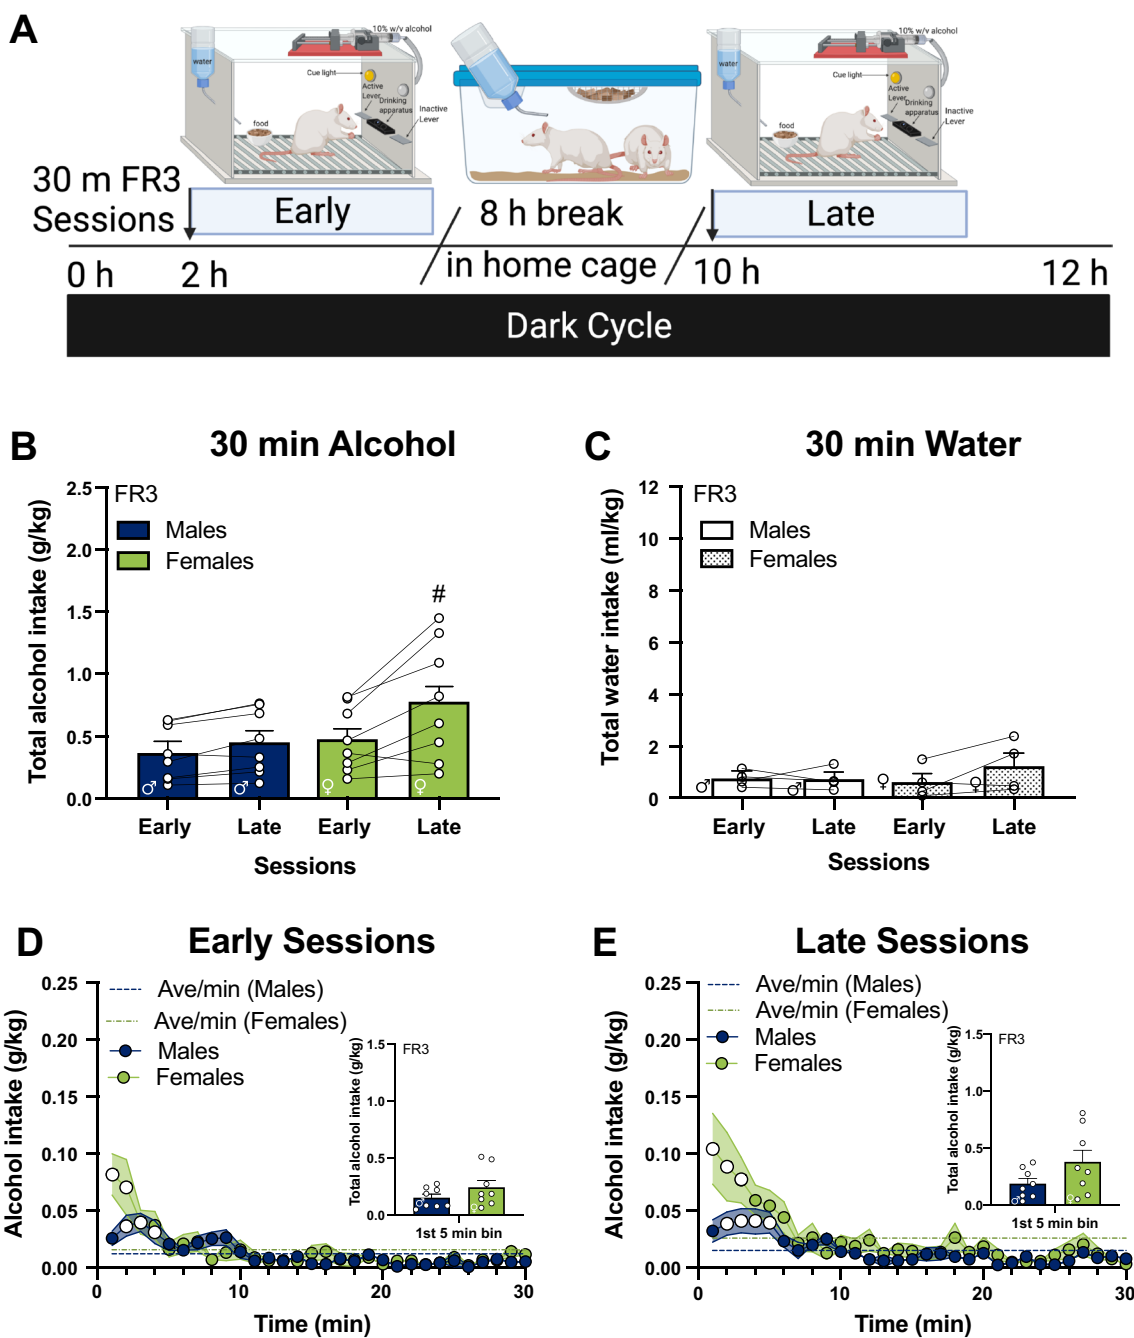 A
water
10% w/v alcohol
Cue light
Active
Lever
Drinking
apparatus
Inactive
Lever
food
water
10% w/v alcohol
Cue light
Active
Lever
Drinking
apparatus
Inactive
Lever
food
30 m FR3
Sessions
Early
8 h break
in home cage
Late
0 h
2 h
10 h
12 h
Dark Cycle
B
30 min Alcohol
Total alcohol intake (g/kg)
2.5
2.0
1.5
1.0
0.5
0.0
FR3
Males
Females
#
♂
♂
♀
♀
Early
Late
Early
Late
Sessions
C
30 min Water
Total water intake (ml/kg)
12
10
8
6
4
2
0
FR3
Males
Females
♂
♂
♀
♀
Early
Late
Early
Late
Sessions
D
Early Sessions
Alcohol intake (g/kg)
0.25
0.20
0.15
0.10
0.05
0.00
Ave/min (Males)
Ave/min (Females)
Males
Females
Total alcohol intake (g/kg)
1.5
1.0
0.5
0.0
FR3
1st 5 min bin
0
10
20
30
Time (min)
E
Late Sessions
Alcohol intake (g/kg)
0.25
0.20
0.15
0.10
0.05
0.00
Ave/min (Males)
Ave/min (Females)
Males
Females
Total alcohol intake (g/kg)
1.5
1.0
0.5
0.0
FR3
1st 5 min bin
0
10
20
30
Time (min)